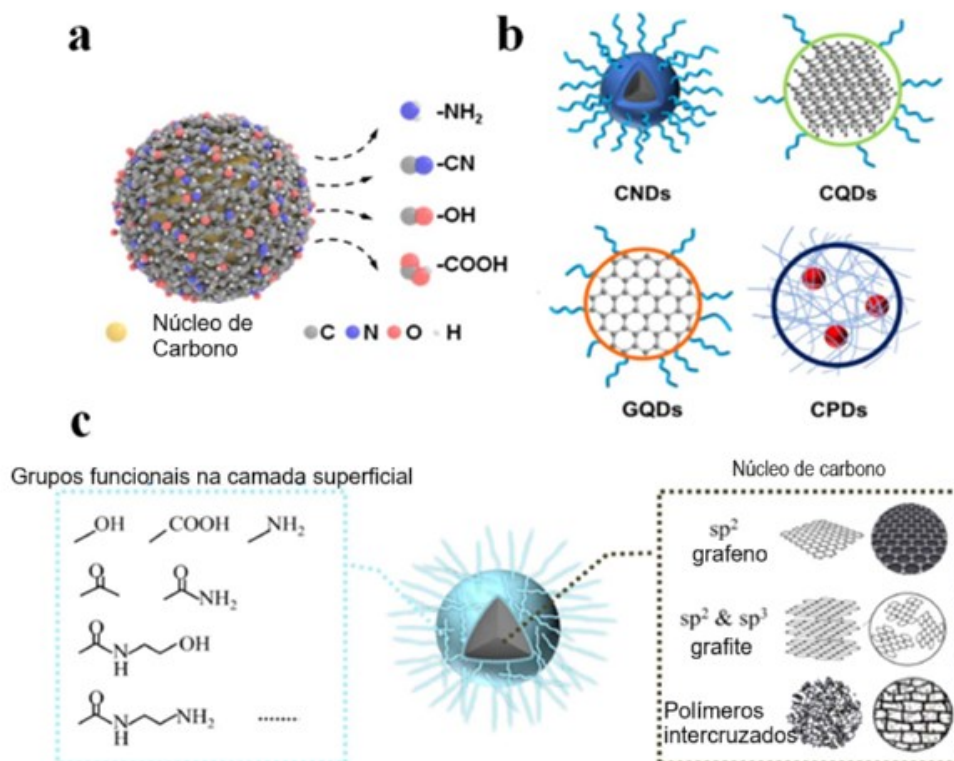 a
-NH₂
-CN
-OH
-COOH
Núcleo de
Carbono
C N O H
b
CNDs
CQDs
GQDs
CPDs
c
Grupos funcionais na camada superficial
OH
COOH
NH₂
O
O
NH₂
O
N
H
OH
O
N
H
NH₂
........
Núcleo de carbono
sp²
grafeno
sp² & sp³
grafite
Polímeros
intercruzados